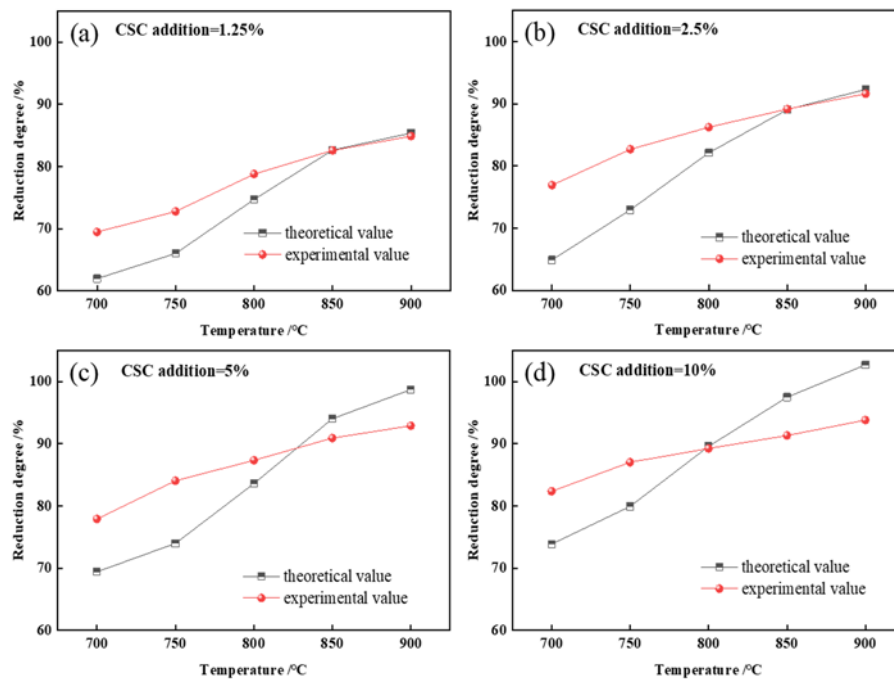 (a) CSC addition=1.25%
Reduction degree /%
100
90
80
70
60
theoretical value
experimental value
700 750 800 850 900
Temperature /°C
(b) CSC addition=2.5%
Reduction degree /%
100
90
80
70
60
theoretical value
experimental value
700 750 800 850 900
Temperature /°C
(c) CSC addition=5%
Reduction degree /%
100
90
80
70
60
theoretical value
experimental value
700 750 800 850 900
Temperature /°C
(d) CSC addition=10%
Reduction degree /%
100
90
80
70
60
theoretical value
experimental value
700 750 800 850 900
Temperature /°C